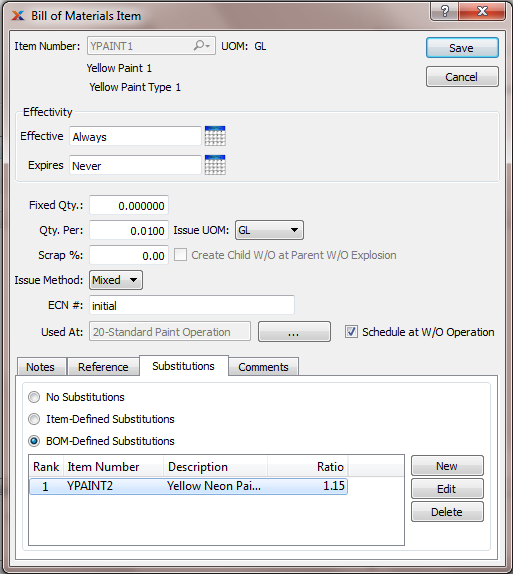 Bill of Materials Item
Item Number: YPAINT1 UOM: GL Save
Yellow Paint 1 Cancel
Yellow Paint Type 1
Effectivity
Effective Always
Expires Never
Fixed Qty.: 0.000000
Qty. Per: 0.0100 Issue UOM: GL
Scrap %: 0.00 Create Child W/O at Parent W/O Explosion
Issue Method: Mixed
ECN #: initial
Used At: 20-Standard Paint Operation ... Schedule at W/O Operation
Notes Reference Substitutions Comments
No Substitutions
Item-Defined Substitutions
BOM-Defined Substitutions
Rank Item Number Description Ratio New
1 YPAINT2 Yellow Neon Pai... 1.15 Edit
Delete